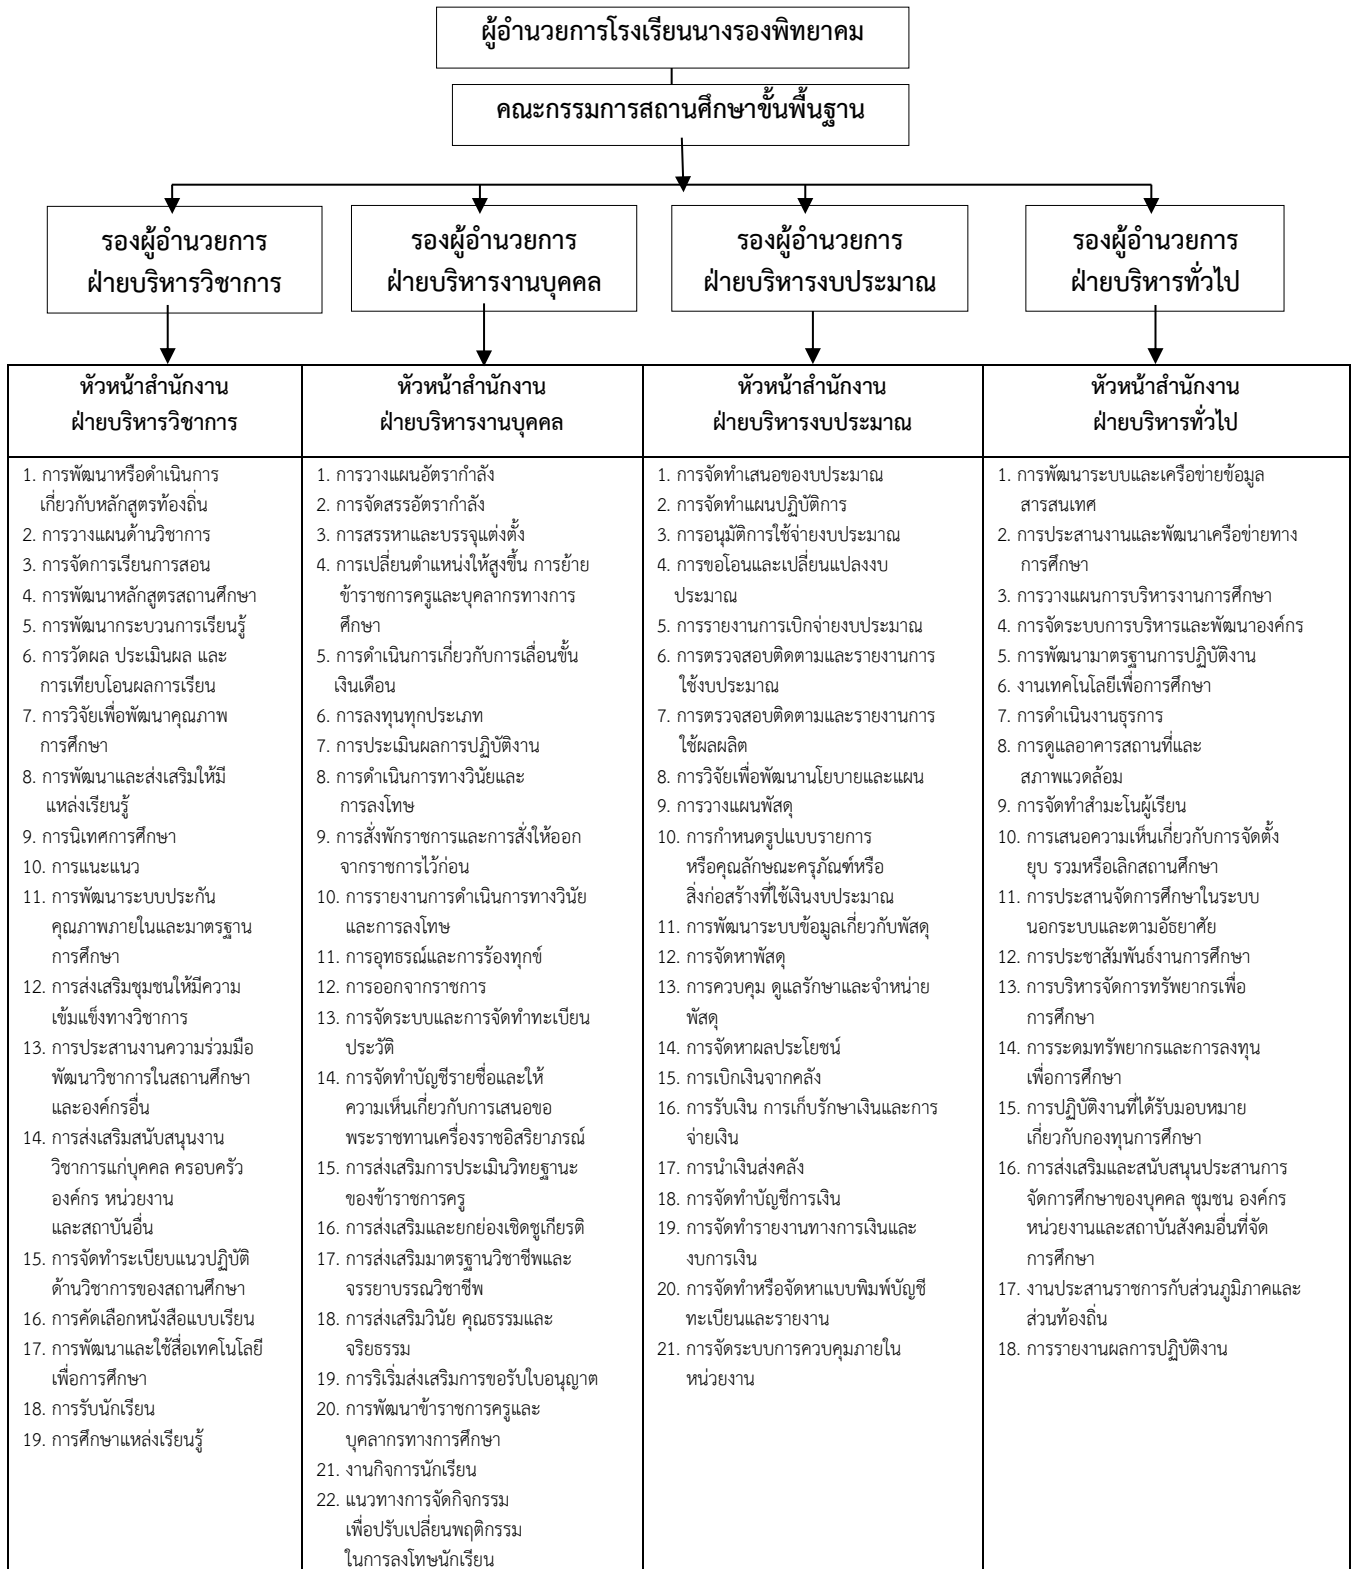 ผู้อำนวยการโรงเรียนนางรองพิทยาคม
คณะกรรมการสถานศึกษาขั้นพื้นฐาน
รองผู้อำนวยการ
ฝ่ายบริหารวิชาการ
รองผู้อำนวยการ
ฝ่ายบริหารงานบุคคล
รองผู้อำนวยการ
ฝ่ายบริหารงบประมาณ
รองผู้อำนวยการ
ฝ่ายบริหารทั่วไป
หัวหน้าสำนักงาน
ฝ่ายบริหารวิชาการ
1. การพัฒนาหรือดำเนินการ
เกี่ยวกับหลักสูตรท้องถิ่น
2. การวางแผนด้านวิชาการ
3. การจัดการเรียนการสอน
4. การพัฒนาหลักสูตรสถานศึกษา
5. การพัฒนากระบวนการเรียนรู้
6. การวัดผล ประเมินผล และ
การเทียบโอนผลการเรียน
7. การวิจัยเพื่อพัฒนาคุณภาพ
การศึกษา
8. การพัฒนาและส่งเสริมให้มี
แหล่งเรียนรู้
9. การนิเทศการศึกษา
10. การแนะแนว
11. การพัฒนาระบบประกัน
คุณภาพภายในและมาตรฐาน
การศึกษา
12. การส่งเสริมชุมชนให้มีความ
เข้มแข็งทางวิชาการ
13. การประสานงานความร่วมมือ
พัฒนาวิชาการในสถานศึกษา
และองค์กรอื่น
14. การส่งเสริมสนับสนุนงาน
วิชาการแก่บุคคล ครอบครัว
องค์กร หน่วยงาน
และสถาบันอื่น
15. การจัดทำระเบียบแนวปฏิบัติ
ด้านวิชาการของสถานศึกษา
16. การคัดเลือกหนังสือแบบเรียน
17. การพัฒนาและใช้สื่อเทคโนโลยี
เพื่อการศึกษา
18. การรับนักเรียน
19. การศึกษาแหล่งเรียนรู้
หัวหน้าสำนักงาน
ฝ่ายบริหารงานบุคคล
1. การวางแผนอัตรากำลัง
2. การจัดสรรอัตรากำลัง
3. การสรรหาและบรรจุแต่งตั้ง
4. การเปลี่ยนตำแหน่งให้สูงขึ้น การย้าย
ข้าราชการครูและบุคลากรทางการ
ศึกษา
5. การดำเนินการเกี่ยวกับการเลื่อนขั้น
เงินเดือน
6. การลงทุนทุกประเภท
7. การประเมินผลการปฏิบัติงาน
8. การดำเนินการทางวินัยและ
การลงโทษ
9. การสั่งพักราชการและการสั่งให้ออก
จากราชการไว้ก่อน
10. การรายงานการดำเนินการทางวินัย
และการลงโทษ
11. การอุทธรณ์และการร้องทุกข์
12. การออกจากราชการ
13. การจัดระบบและการจัดทำทะเบียน
ประวัติ
14. การจัดทำบัญชีรายชื่อและให้
ความเห็นเกี่ยวกับการเสนอขอ
พระราชทานเครื่องราชอิสริยาภรณ์
15. การส่งเสริมการประเมินวิทยฐานะ
ของข้าราชการครู
16. การส่งเสริมและยกย่องเชิดชูเกียรติ
17. การส่งเสริมมาตรฐานวิชาชีพและ
จรรยาบรรณวิชาชีพ
18. การส่งเสริมวินัย คุณธรรมและ
จริยธรรม
19. การริเริ่มส่งเสริมการขอรับใบอนุญาต
20. การพัฒนาข้าราชการครูและ
บุคลากรทางการศึกษา
21. งานกิจการนักเรียน
22. แนวทางการจัดกิจกรรม
เพื่อปรับเปลี่ยนพฤติกรรม
ในการลงโทษนักเรียน
หัวหน้าสำนักงาน
ฝ่ายบริหารงบประมาณ
1. การจัดทำเสนอของบประมาณ
2. การจัดทำแผนปฏิบัติการ
3. การอนุมัติการใช้จ่ายงบประมาณ
4. การขอโอนและเปลี่ยนแปลงงบ
ประมาณ
5. การรายงานการเบิกจ่ายงบประมาณ
6. การตรวจสอบติดตามและรายงานการ
ใช้งบประมาณ
7. การตรวจสอบติดตามและรายงานการ
ใช้ผลผลิต
8. การวิจัยเพื่อพัฒนานโยบายและแผน
9. การวางแผนพัสดุ
10. การกำหนดรูปแบบรายการ
หรือคุณลักษณะครุภัณฑ์หรือ
สิ่งก่อสร้างที่ใช้เงินงบประมาณ
11. การพัฒนาระบบข้อมูลเกี่ยวกับพัสดุ
12. การจัดหาพัสดุ
13. การควบคุม ดูแลรักษาและจำหน่าย
พัสดุ
14. การจัดหาผลประโยชน์
15. การเบิกเงินจากคลัง
16. การรับเงิน การเก็บรักษาเงินและการ
จ่ายเงิน
17. การนำเงินส่งคลัง
18. การจัดทำบัญชีการเงิน
19. การจัดทำรายงานทางการเงินและ
งบการเงิน
20. การจัดทำหรือจัดหาแบบพิมพ์บัญชี
ทะเบียนและรายงาน
21. การจัดระบบการควบคุมภายใน
หน่วยงาน
หัวหน้าสำนักงาน
ฝ่ายบริหารทั่วไป
1. การพัฒนาระบบและเครือข่ายข้อมูล
สารสนเทศ
2. การประสานงานและพัฒนาเครือข่ายทาง
การศึกษา
3. การวางแผนการบริหารงานการศึกษา
4. การจัดระบบการบริหารและพัฒนาองค์กร
5. การพัฒนามาตรฐานการปฏิบัติงาน
6. งานเทคโนโลยีเพื่อการศึกษา
7. การดำเนินงานธุรการ
8. การดูแลอาคารสถานที่และ
สภาพแวดล้อม
9. การจัดทำสำมะโนผู้เรียน
10. การเสนอความเห็นเกี่ยวกับการจัดตั้ง
ยุบ รวมหรือเลิกสถานศึกษา
11. การประสานจัดการศึกษาในระบบ
นอกระบบและตามอัธยาศัย
12. การประชาสัมพันธ์งานการศึกษา
13. การบริหารจัดการทรัพยากรเพื่อ
การศึกษา
14. การระดมทรัพยากรและการลงทุน
เพื่อการศึกษา
15. การปฏิบัติงานที่ได้รับมอบหมาย
เกี่ยวกับกองทุนการศึกษา
16. การส่งเสริมและสนับสนุนประสานการ
จัดการศึกษาของบุคคล ชุมชน องค์กร
หน่วยงานและสถาบันสังคมอื่นที่จัด
การศึกษา
17. งานประสานราชการกับส่วนภูมิภาคและ
ส่วนท้องถิ่น
18. การรายงานผลการปฏิบัติงาน